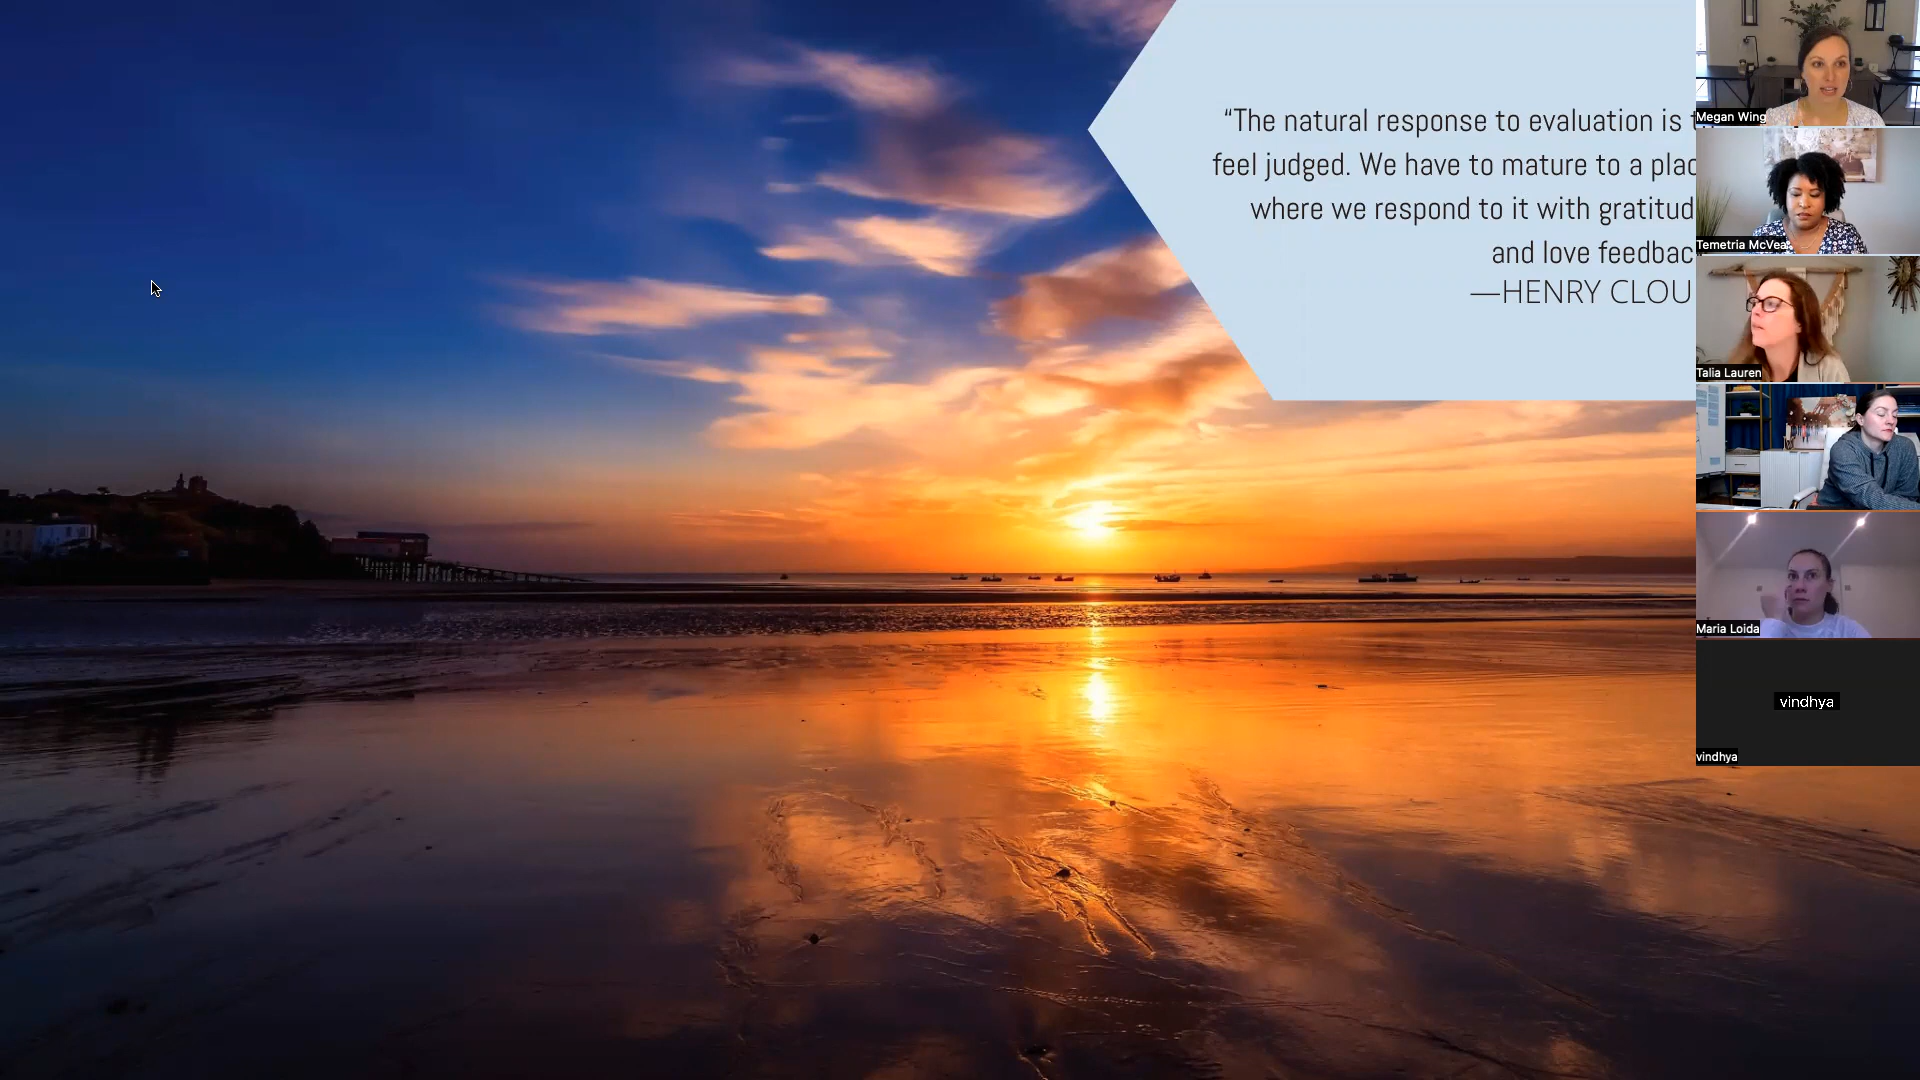 “The natural response to evaluation is t
feel judged. We have to mature to a plac
where we respond to it with gratitud
and love feedbac
—HENRY CLOU
Megan Wing
Temetria McVea
Talia Lauren
Maria Loida
vindhya
vindhya